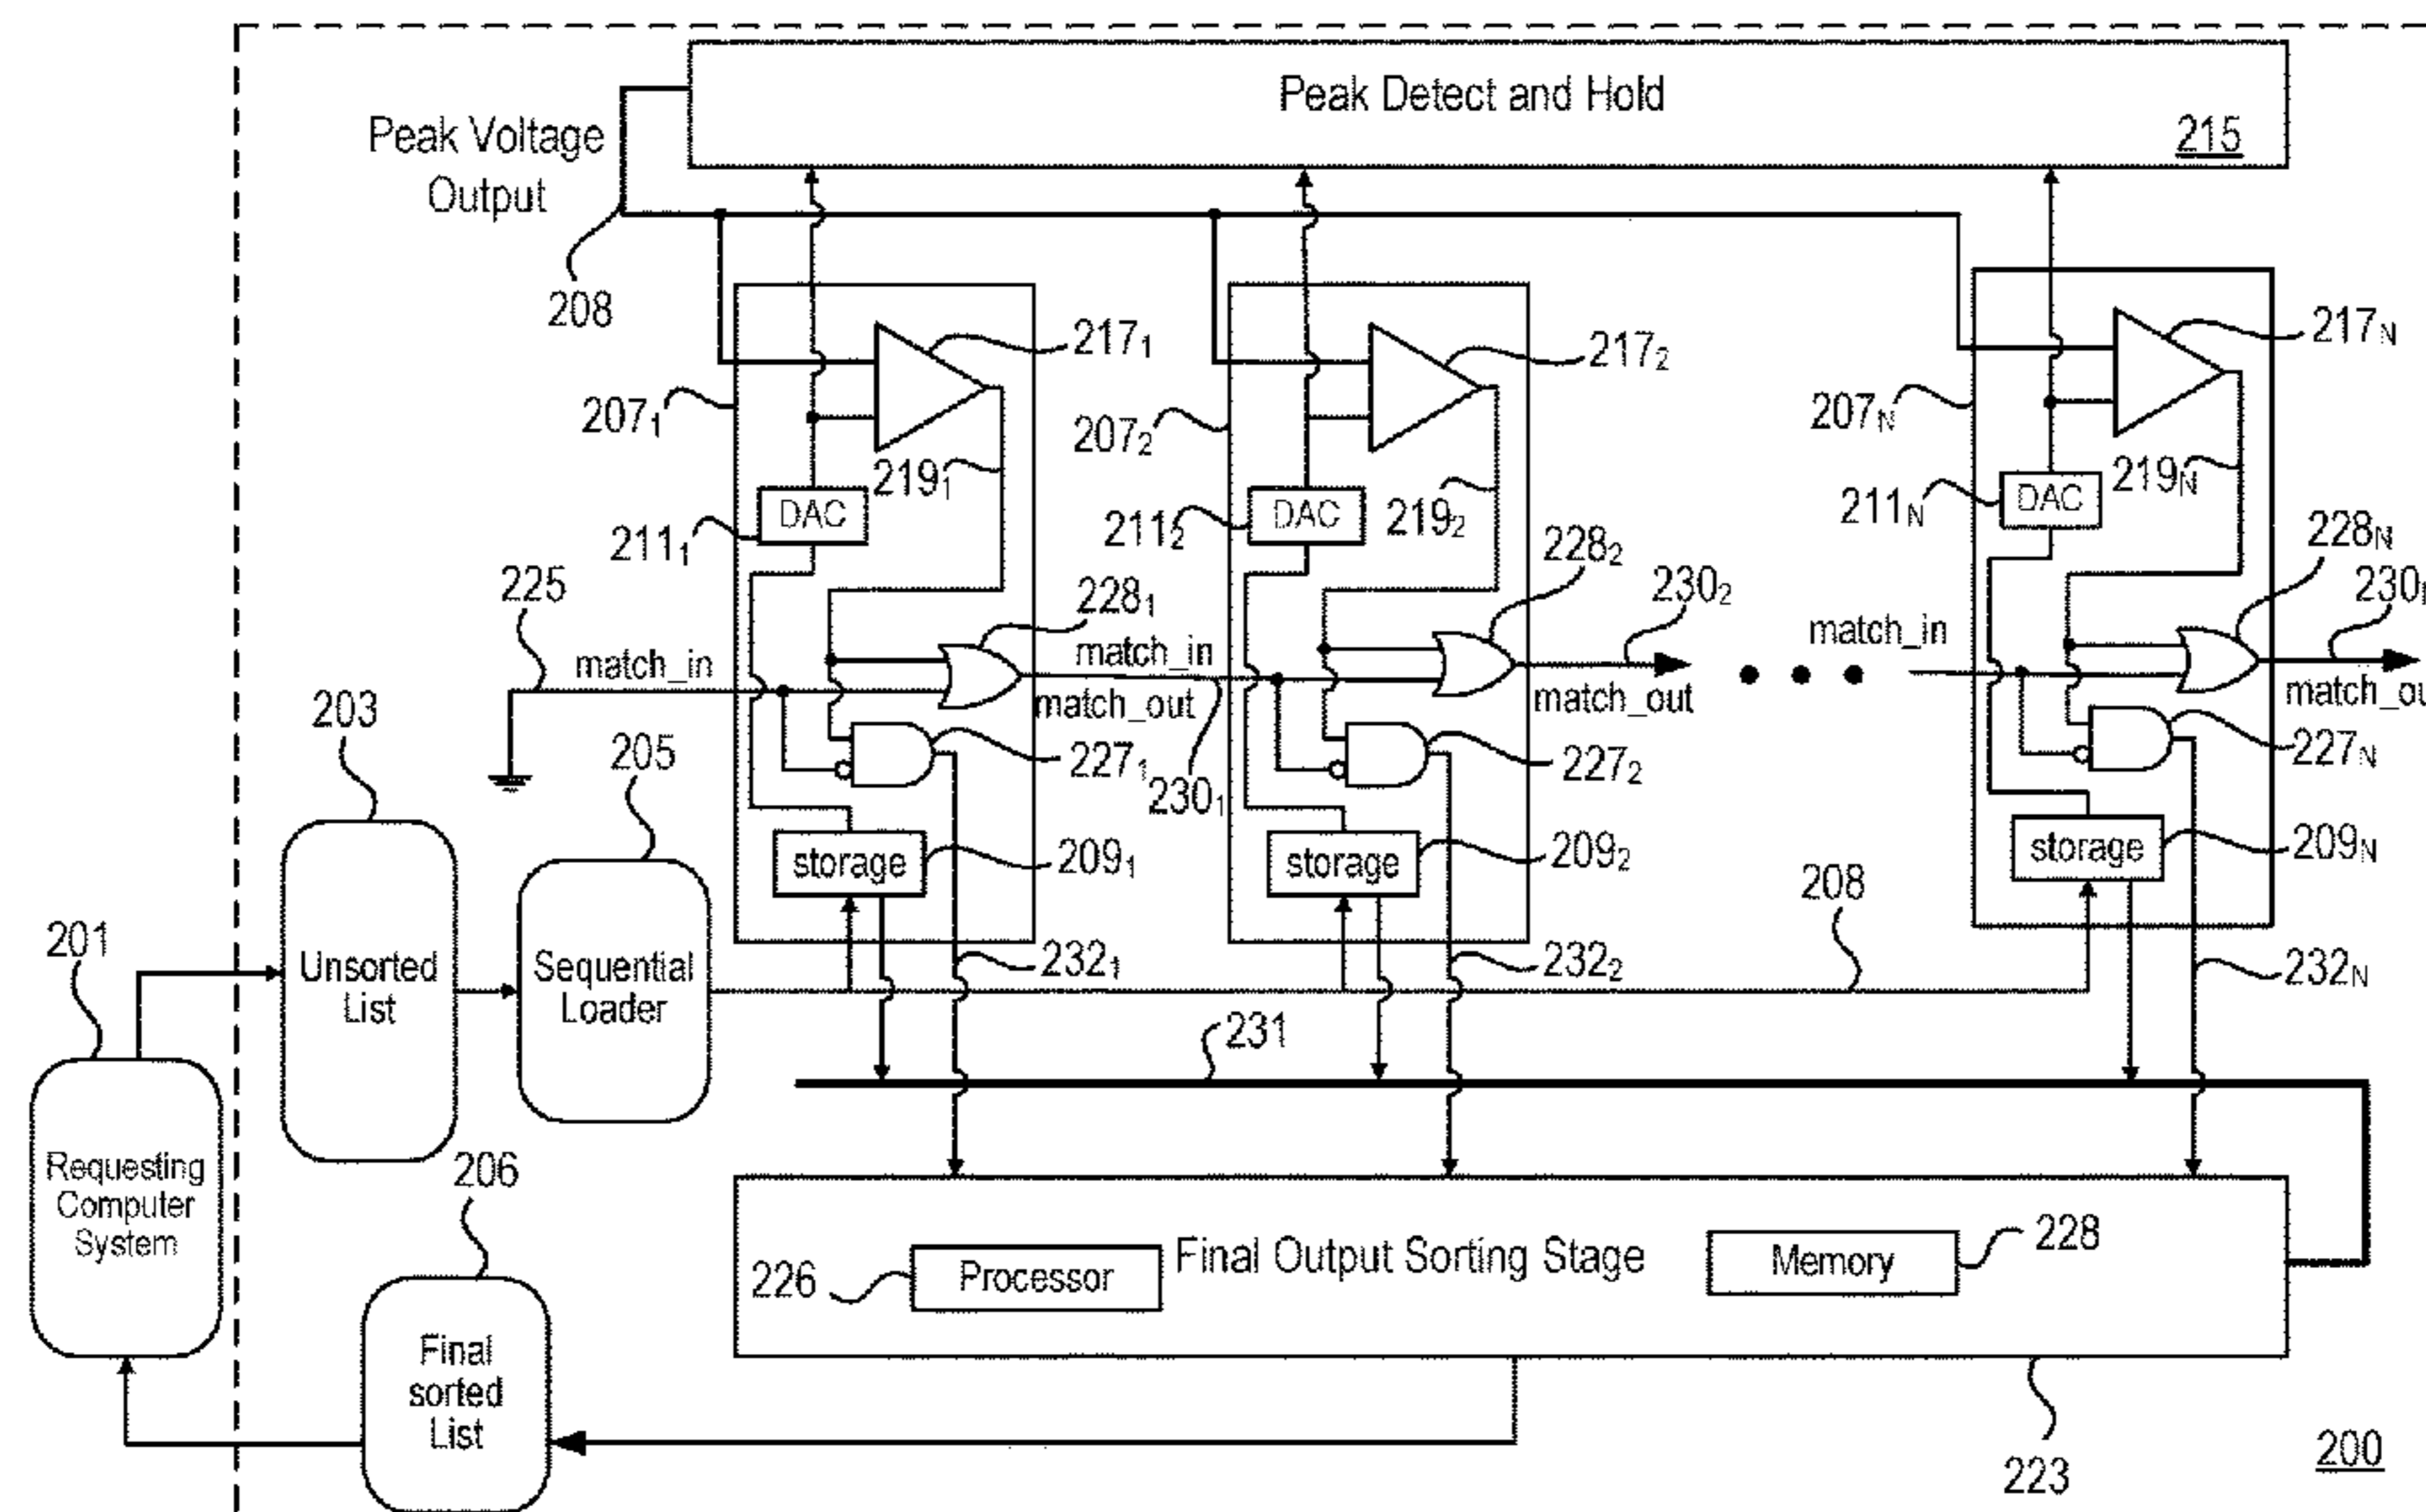 Peak Detect and Hold
215
Peak Voltage
Output
208
217₁
217₂
217N
207₁
207₂
207N
219₁
219₂
219N
DAC
DAC
DAC
211₁
211₂
211N
225
228₁
228₂
228N
230₂
match_in
match_in
match_in
match_out
match_out
203
205
227₁
227₂
227N
230₁
storage
storage
storage
209₁
209₂
209N
208
201
Unsorted
List
Sequential
Loader
232₁
232₂
232N
231
Requesting
Computer
System
206
226
Processor
Final Output Sorting Stage
Memory
228
Final
sorted
List
223
200